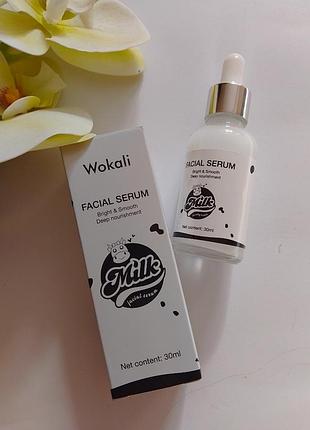 Wokali
FACIAL SERUM
Bright & Smooth
Deep nourishment
Milk
facial serum
Net content: 30ml
FACIAL SERUM
Bright & Smooth
Deep nourishment
Milk
Net content: 30ml